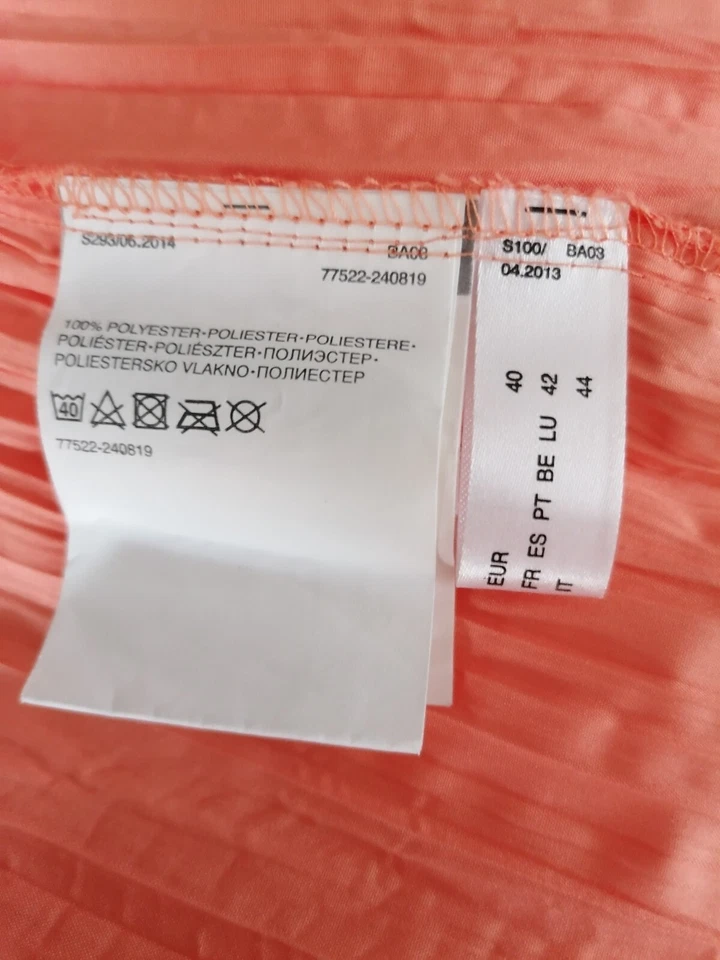 S293/06.2014
BA08
77522-240819
100% POLYESTER·POLIESTER·POLIESTERE·
POLIÉSTER·POLIÉSZTER·ПОЛИЭСТЕР·
POLIESTERSKO VLAKNO·ПОЛИЕСТЕР
40
77522-240819
S100/ BA03
04.2013
EUR 40
FR ES PT BE LU 42
IT 44